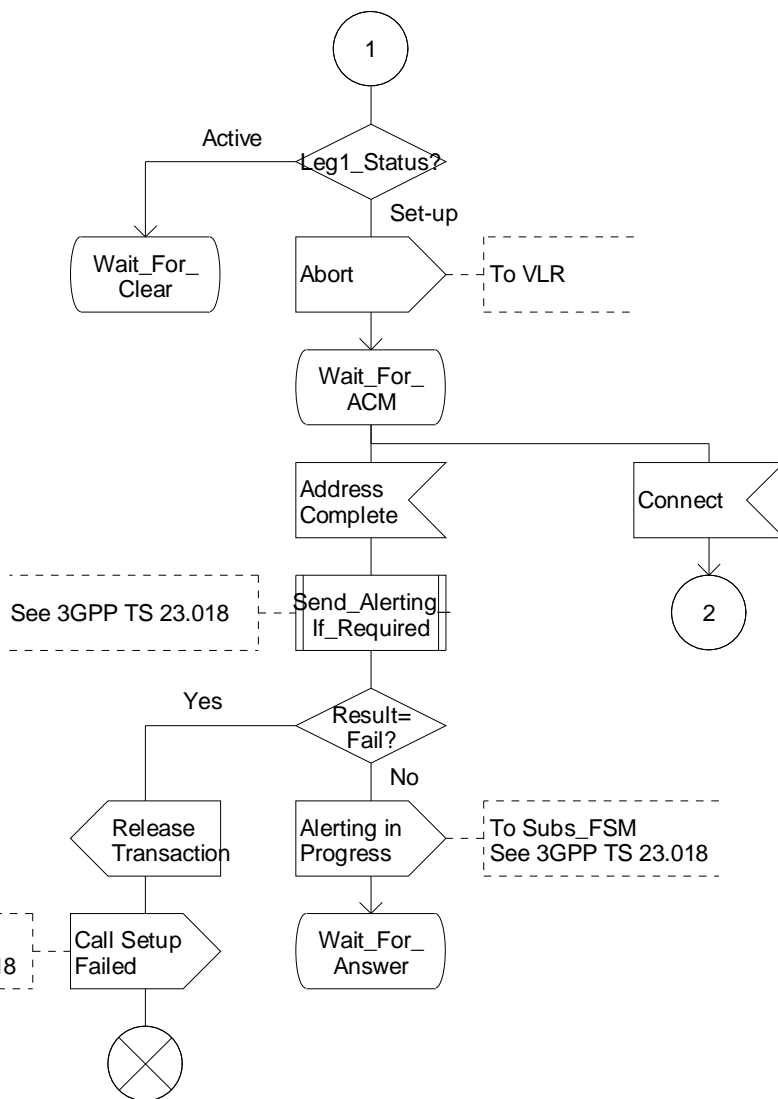 1
Active
Leg1_Status?
Set-up
Wait_For_
Clear
Abort
To VLR
Wait_For_
ACM
Address
Complete
Connect
See 3GPP TS 23.018
Send_Alerting_
If_Required
2
Yes
Result=
Fail?
No
Release
Transaction
Alerting in
Progress
To Subs_FSM
See 3GPP TS 23.018
Call Setup
Failed
18
Wait_For_
Answer